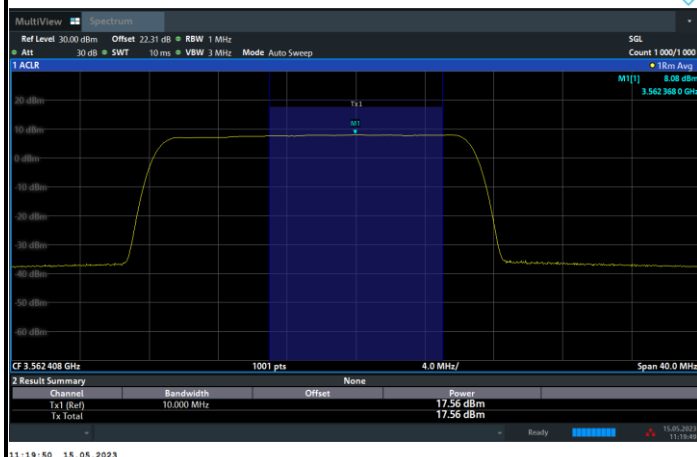 MultiView Spectrum
Ref Level 30.00 dBm Offset 22.31 dB RBW 1 MHz SGL
Att 30 dB SWT 10 ms VBW 3 MHz Mode Auto Sweep Count 1 000/1 000
1 ACLR 1Rm Avg
M1[1] 8.08 dBm
3.562 368 0 GHz
20 dBm
Tx1
10 dBm
M1
0 dBm
-10 dBm
-20 dBm
-30 dBm
-40 dBm
-50 dBm
-60 dBm
CF 3.562 408 GHz 1001 pts 4.0 MHz/ Span 40.0 MHz
2 Result Summary None
Channel Bandwidth Offset Power
Tx1 (Ref) 10.000 MHz 17.56 dBm
Tx Total 17.56 dBm
Ready 15.05.2023
11:19:49
11:19:50 15.05.2023